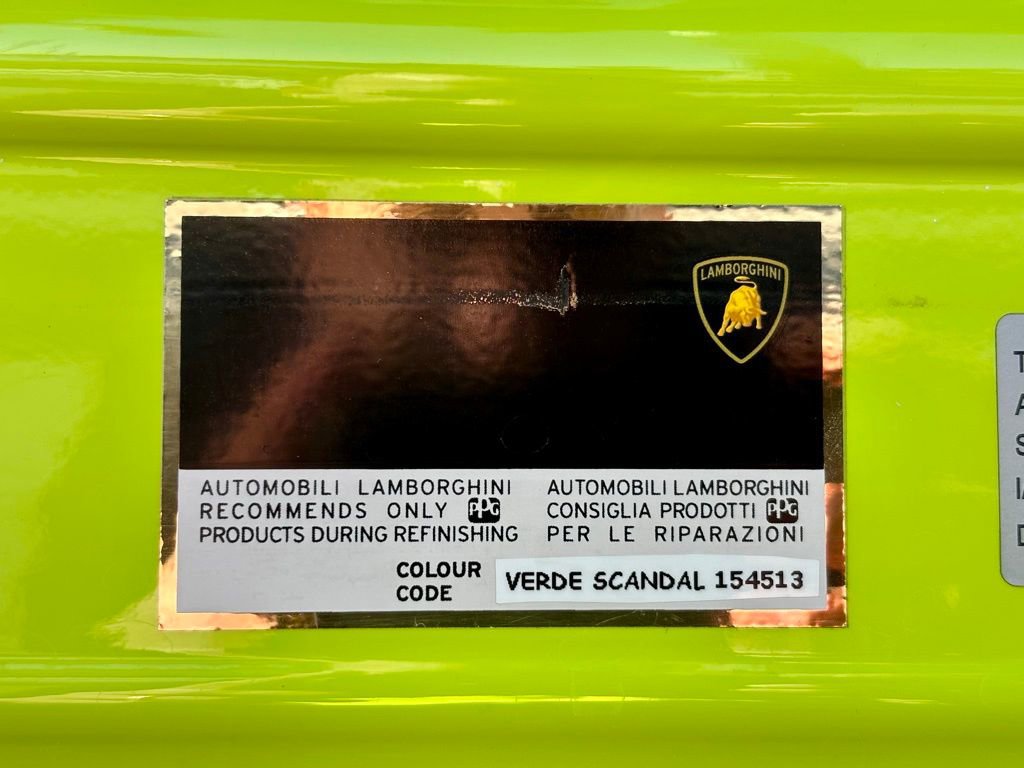 LAMBORGHINI
AUTOMOBILI LAMBORGHINI
RECOMMENDS ONLY PPG
PRODUCTS DURING REFINISHING
AUTOMOBILI LAMBORGHINI
CONSIGLIA PRODOTTI PPG
PER LE RIPARAZIONI
COLOUR
CODE
VERDE SCANDAL 154513